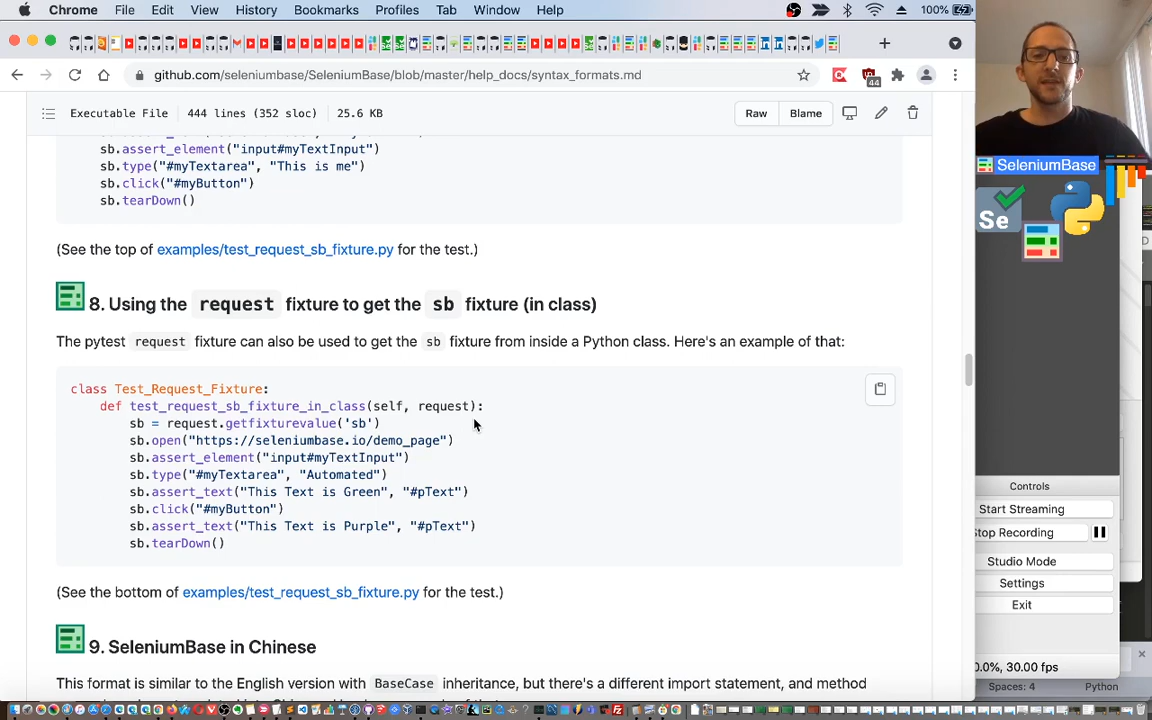 Chrome File Edit View History Bookmarks Profiles Tab Window Help 100%
github.com/seleniumbase/SeleniumBase/blob/master/help_docs/syntax_formats.md
44
Executable File 444 lines (352 sloc) 25.6 KB Raw Blame
sb.assert_element("input#myTextInput")
sb.type("#myTextarea", "This is me")
sb.click("#myButton")
sb.tearDown()
(See the top of examples/test_request_sb_fixture.py for the test.)
8. Using the request fixture to get the sb fixture (in class)
The pytest request fixture can also be used to get the sb fixture from inside a Python class. Here's an example of that:
class Test_Request_Fixture:
def test_request_sb_fixture_in_class(self, request):
sb = request.getfixturevalue('sb')
sb.open("https://seleniumbase.io/demo_page")
sb.assert_element("input#myTextInput")
sb.type("#myTextarea", "Automated")
sb.assert_text("This Text is Green", "#pText")
sb.click("#myButton")
sb.assert_text("This Text is Purple", "#pText")
sb.tearDown()
(See the bottom of examples/test_request_sb_fixture.py for the test.)
9. SeleniumBase in Chinese
This format is similar to the English version with BaseCase inheritance, but there's a different import statement, and method
SeleniumBase
Se
Controls
Start Streaming
Stop Recording
Studio Mode
Settings
Exit
0.0%, 30.00 fps
Spaces: 4 Python